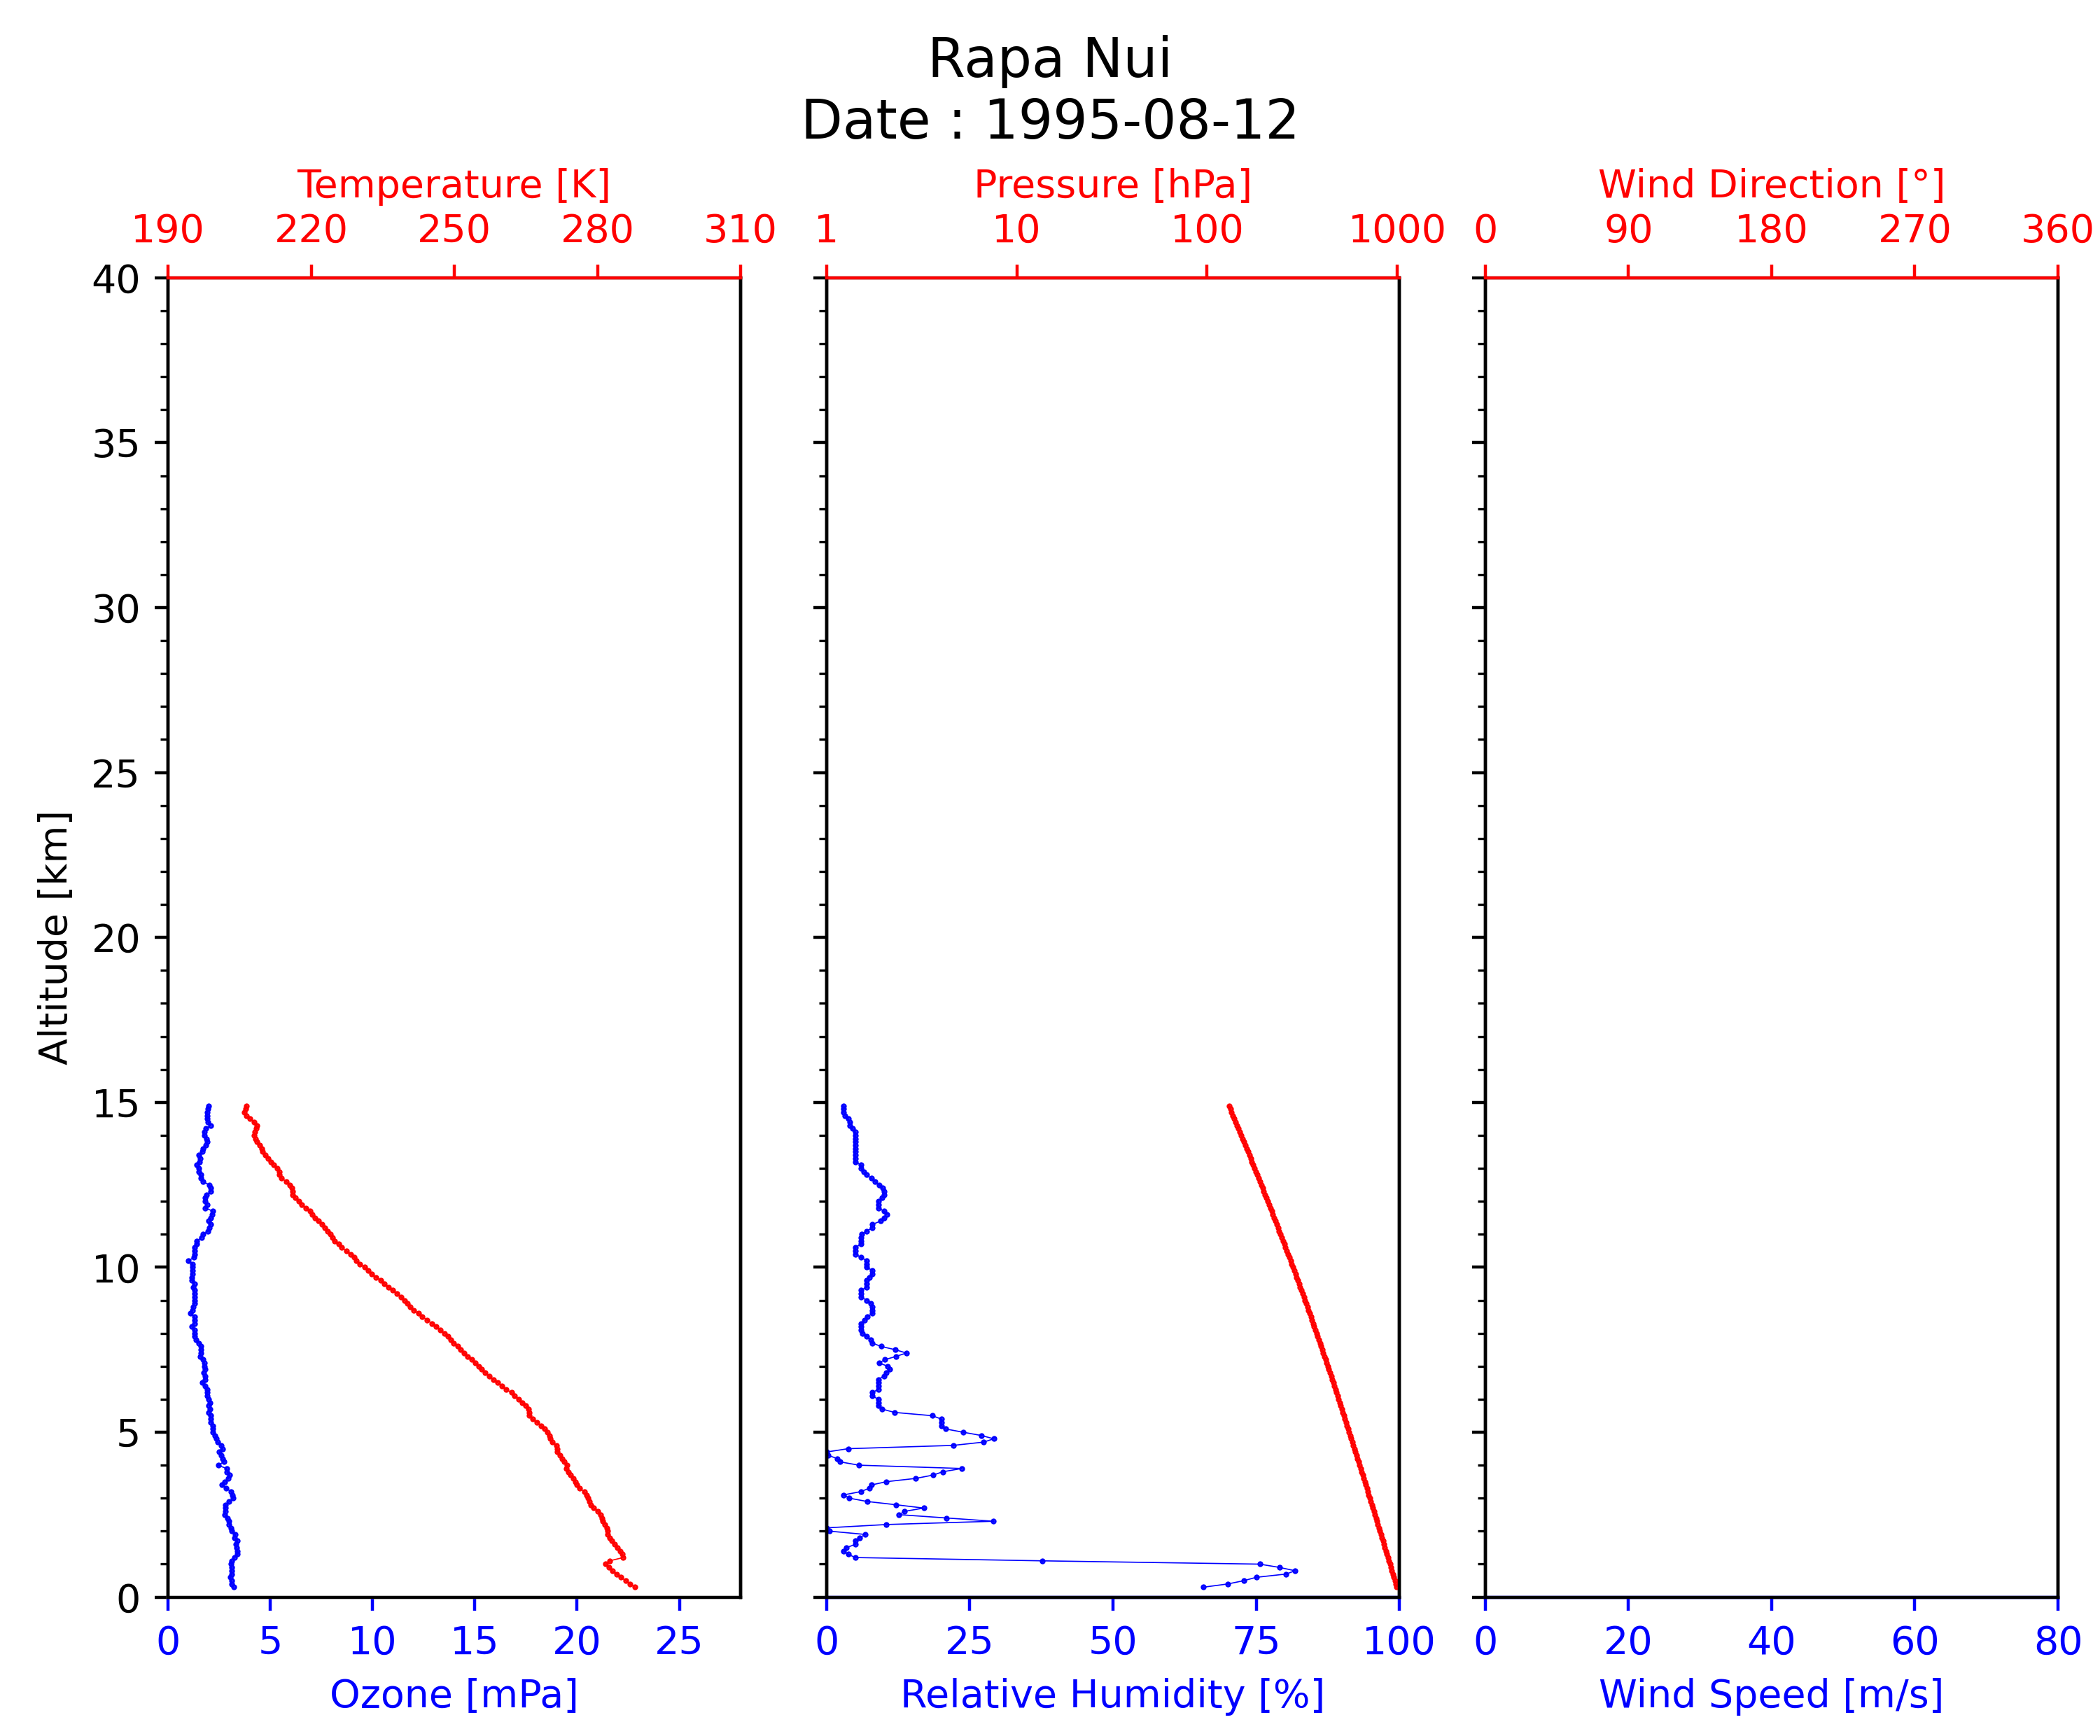 Rapa Nui
Date : 1995-08-12
Temperature [K]
190 220 250 280 310
Pressure [hPa]
1 10 100 1000
Wind Direction [°]
0 90 180 270 360
Altitude [km]
40
35
30
25
20
15
10
5
0
0 5 10 15 20 25
Ozone [mPa]
0 25 50 75 100
Relative Humidity [%]
0 20 40 60 80
Wind Speed [m/s]